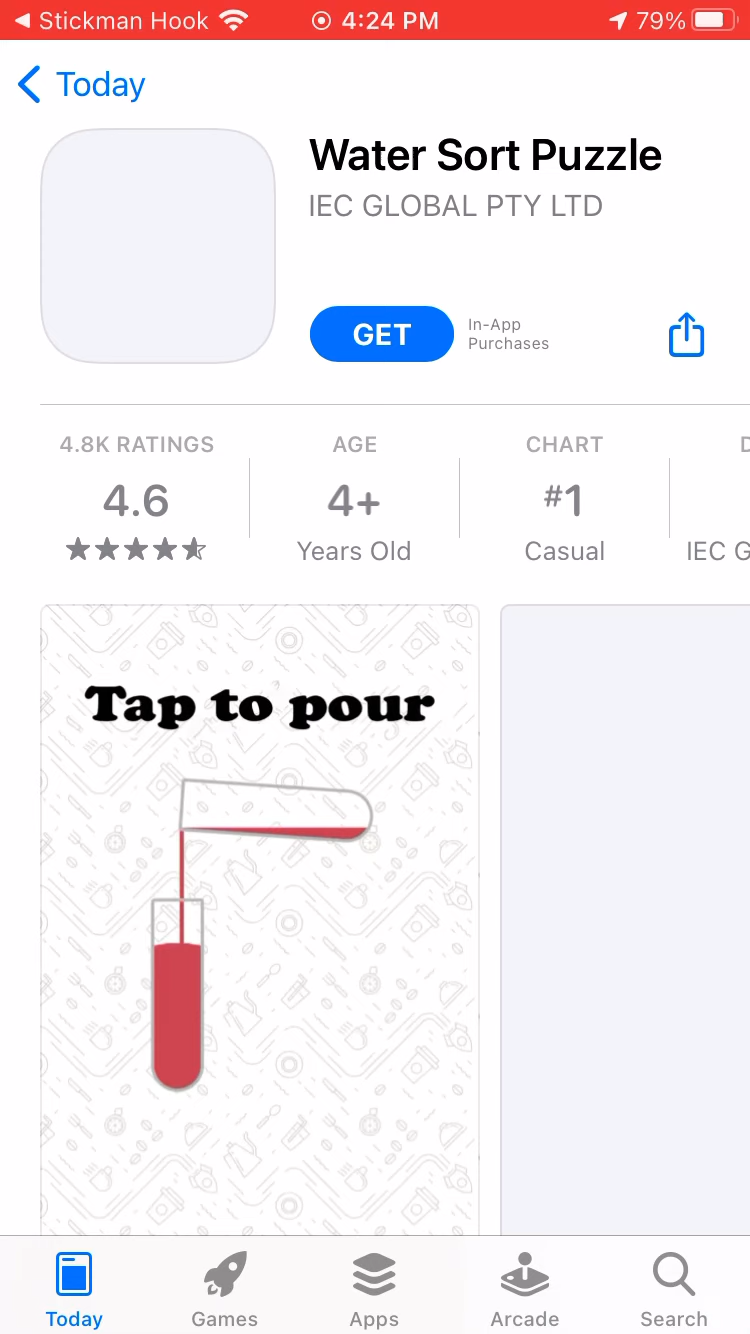 Stickman Hook 4:24 PM 79%
Today
Water Sort Puzzle
IEC GLOBAL PTY LTD
GET
In-App
Purchases
4.8K RATINGS
4.6
AGE
4+
Years Old
CHART
#1
Casual
D
IEC G
Tap to pour
Today
Games
Apps
Arcade
Search